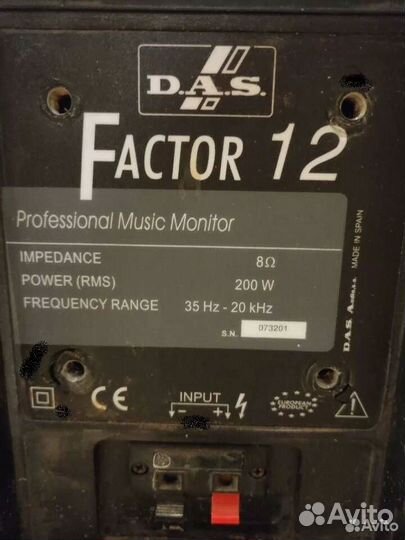 D.A.S.
FACTOR 12
Professional Music Monitor
IMPEDANCE 8Ω
POWER (RMS) 200 W
FREQUENCY RANGE 35 Hz - 20 kHz
S.N. 073201
D.A.S. MADE IN SPAIN
CE
INPUT
- +
EUROPEAN
PRODUCT
Avito
Avito